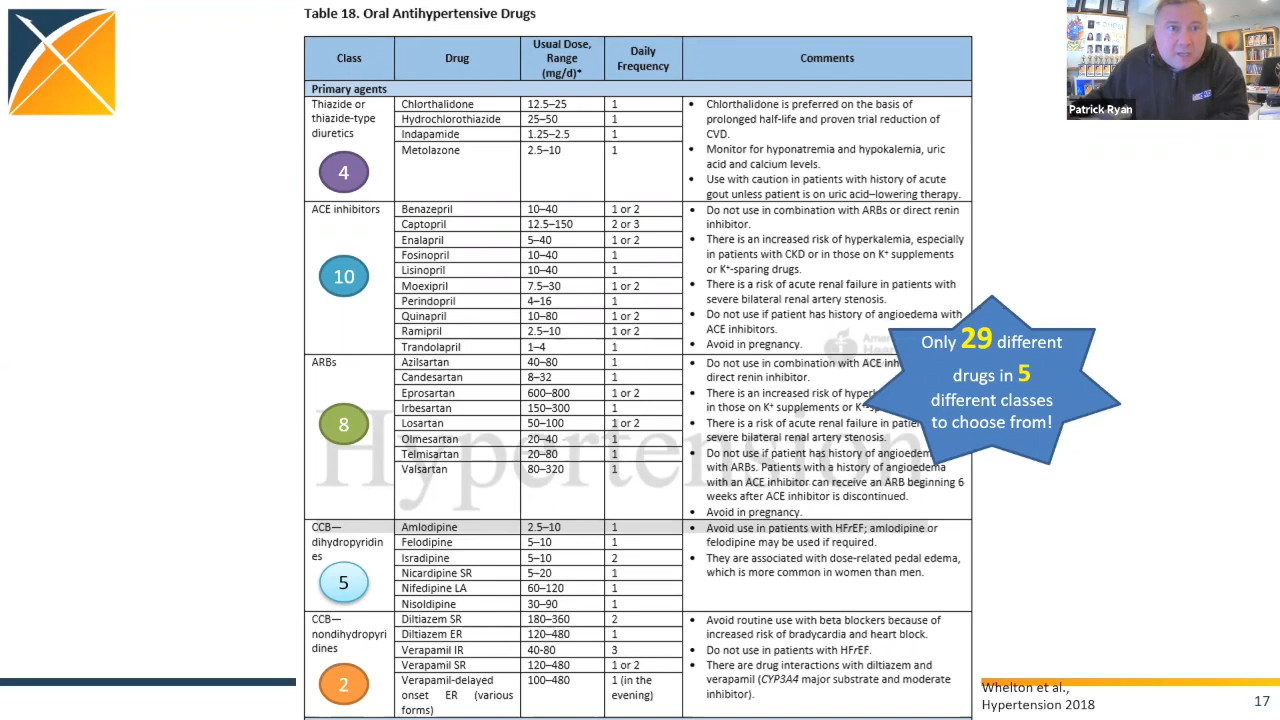 Table 18. Oral Antihypertensive Drugs
Class Drug Usual Dose, Range (mg/d)* Daily Frequency Comments
Primary agents
Thiazide or
thiazide-type
diuretics
4
Chlorthalidone 12.5–25 1
Hydrochlorothiazide 25–50 1
Indapamide 1.25–2.5 1
Metolazone 2.5–10 1
• Chlorthalidone is preferred on the basis of
prolonged half-life and proven trial reduction of
CVD.
• Monitor for hyponatremia and hypokalemia, uric
acid and calcium levels.
• Use with caution in patients with history of acute
gout unless patient is on uric acid–lowering therapy.
ACE inhibitors
10
Benazepril 10–40 1 or 2
Captopril 12.5–150 2 or 3
Enalapril 5–40 1 or 2
Fosinopril 10–40 1
Lisinopril 10–40 1
Moexipril 7.5–30 1 or 2
Perindopril 4–16 1
Quinapril 10–80 1 or 2
Ramipril 2.5–10 1 or 2
Trandolapril 1–4 1
• Do not use in combination with ARBs or direct renin
inhibitor.
• There is an increased risk of hyperkalemia, especially
in patients with CKD or in those on K+ supplements
or K+-sparing drugs.
• There is a risk of acute renal failure in patients with
severe bilateral renal artery stenosis.
• Do not use if patient has history of angioedema with
ACE inhibitors.
• Avoid in pregnancy.
ARBs
8
Azilsartan 40–80 1
Candesartan 8–32 1
Eprosartan 600–800 1 or 2
Irbesartan 150–300 1
Losartan 50–100 1 or 2
Olmesartan 20–40 1
Telmisartan 20–80 1
Valsartan 80–320 1
• Do not use in combination with ACE
direct renin inhibitor.
• There is an increased risk of
in those on K+ supplements or
• There is a risk of acute renal failure in
severe bilateral renal artery stenosis.
• Do not use if patient has history of
with ARBs. Patients with a history of angioedema
with an ACE inhibitor can receive an ARB beginning 6
weeks after ACE inhibitor is discontinued.
• Avoid in pregnancy.
CCB—
dihydropyridin
es
5
Amlodipine 2.5–10 1
Felodipine 5–10 1
Isradipine 5–10 2
Nicardipine SR 5–20 1
Nifedipine LA 60–120 1
Nisoldipine 30–90 1
• Avoid use in patients with HFrEF; amlodipine or
felodipine may be used if required.
• They are associated with dose-related pedal edema,
which is more common in women than men.
CCB—
nondihydropyri
dines
2
Diltiazem SR 180–360 2
Diltiazem ER 120–480 1
Verapamil IR 40-80 3
Verapamil SR 120–480 1 or 2
Verapamil-delayed 100–480 1 (in the
onset ER (various evening)
forms)
• Avoid routine use with beta blockers because of
increased risk of bradycardia and heart block.
• Do not use in patients with HFrEF.
• There are drug interactions with diltiazem and
verapamil (CYP3A4 major substrate and moderate
inhibitor).
Hypertension
Only 29 different
drugs in 5
different classes
to choose from!
Patrick Ryan
Whelton et al.,
Hypertension 2018
17